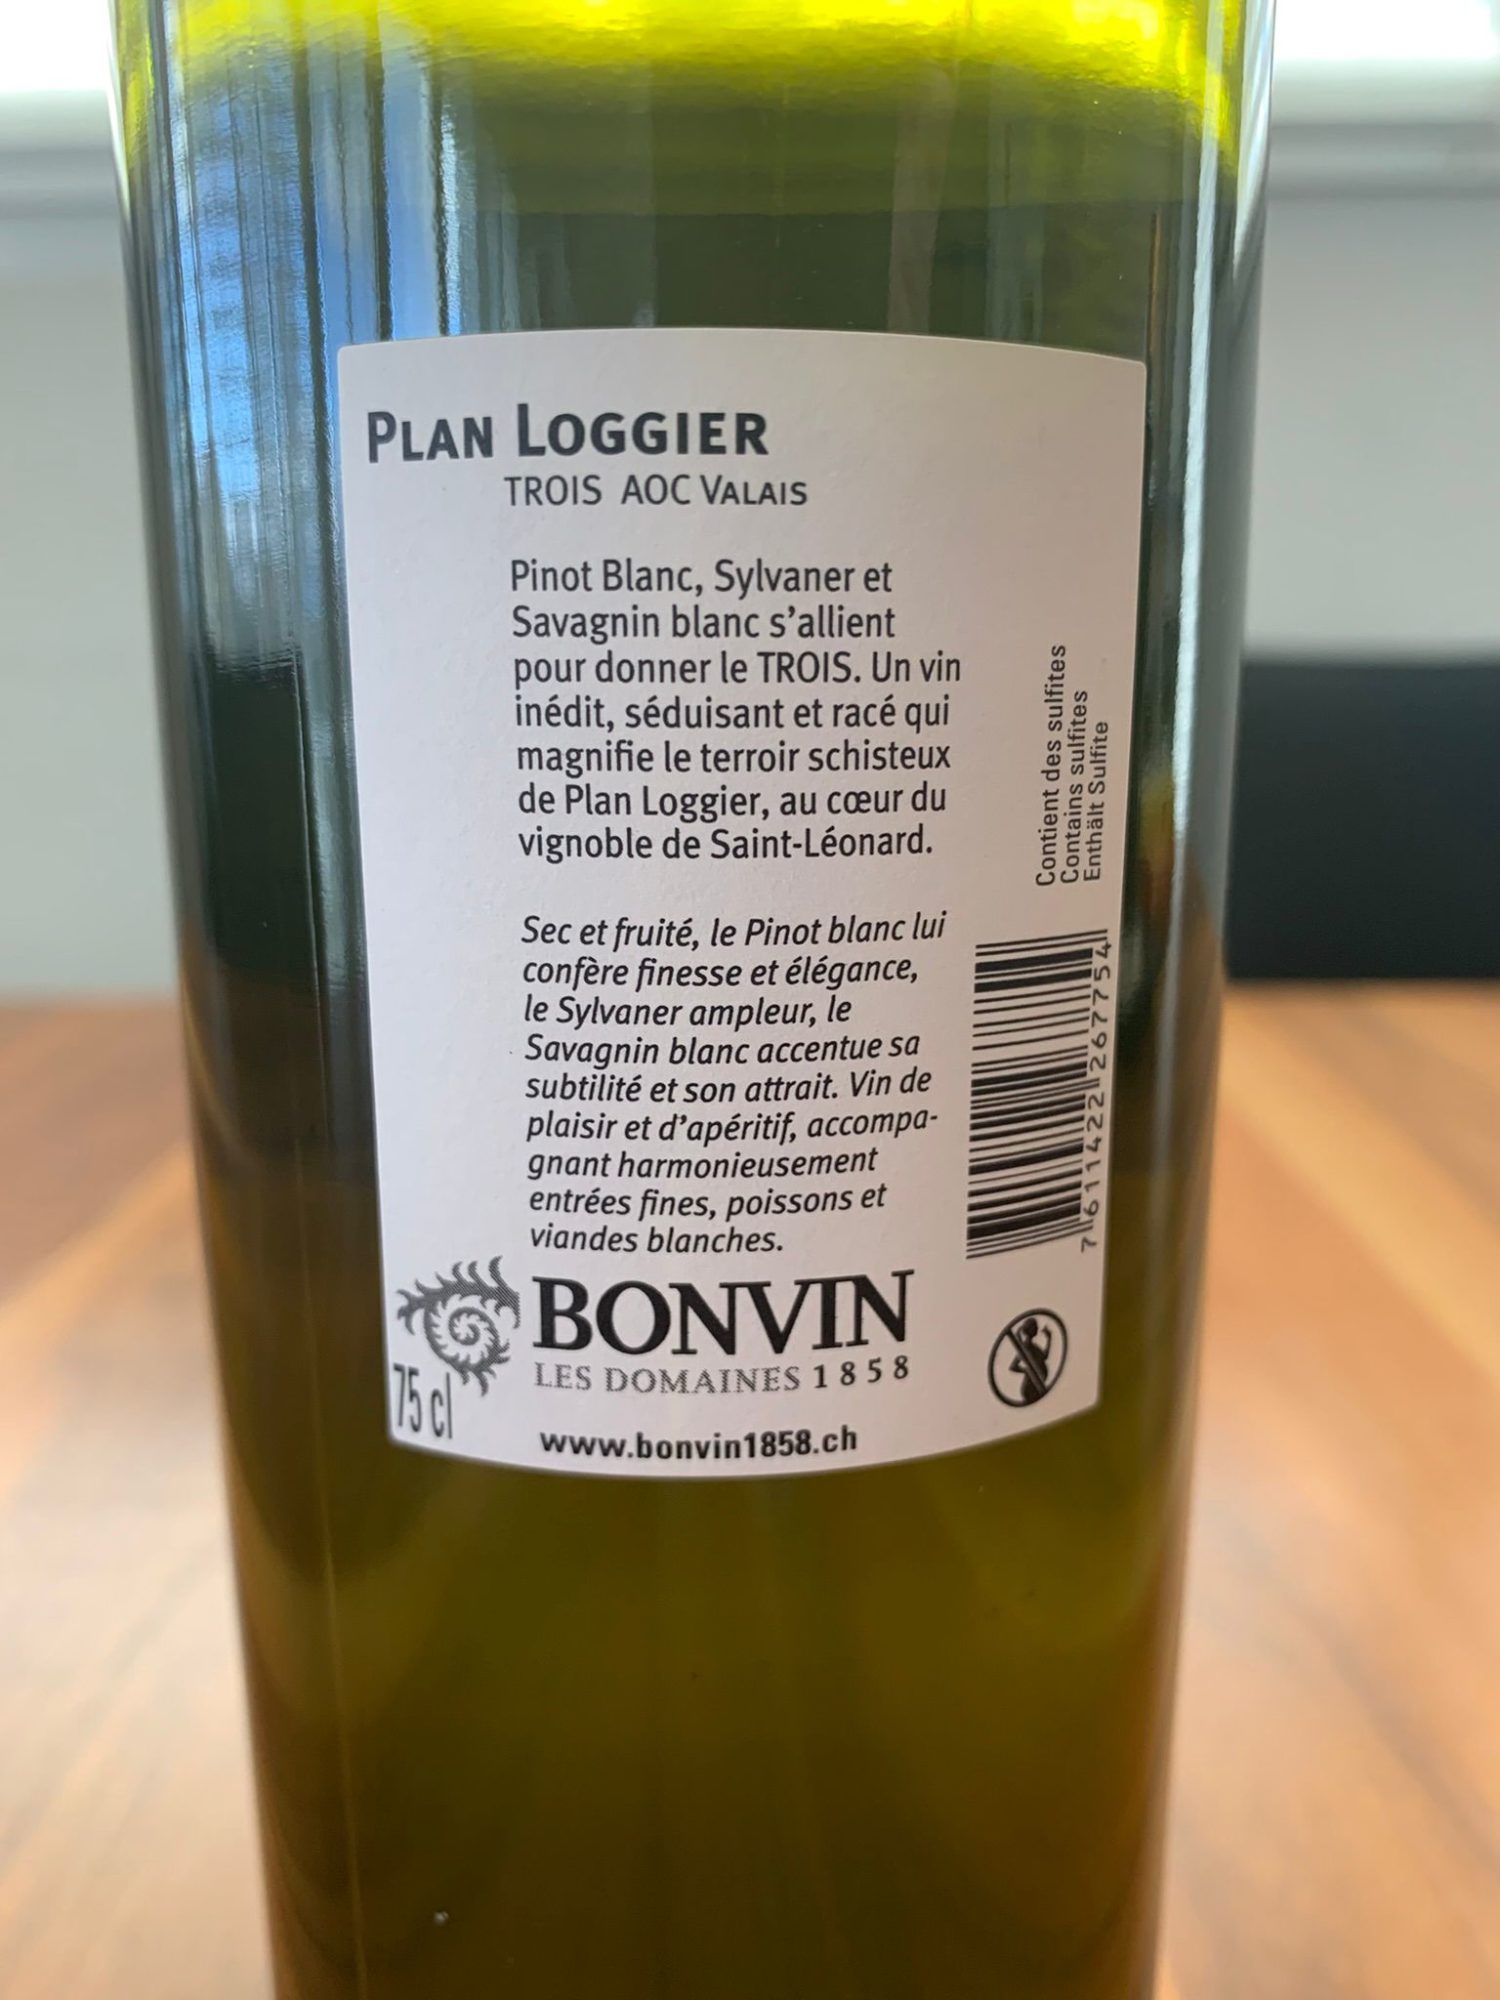 PLAN LOGGIER
TROIS AOC VALAIS
Pinot Blanc, Sylvaner et
Savagnin blanc s'allient
pour donner le TROIS. Un vin
inédit, séduisant et racé qui
magnifie le terroir schisteux
de Plan Loggier, au cœur du
vignoble de Saint-Léonard.
Sec et fruité, le Pinot blanc lui
confère finesse et élégance,
le Sylvaner ampleur, le
Savagnin blanc accentue sa
subtilité et son attrait. Vin de
plaisir et d'apéritif, accompa-
gnant harmonieusement
entrées fines, poissons et
viandes blanches.
Contient des sulfites
Contains sulfites
Enthält Sulfite
7 611422 267754
75 cl
BONVIN
LES DOMAINES 1858
www.bonvin1858.ch